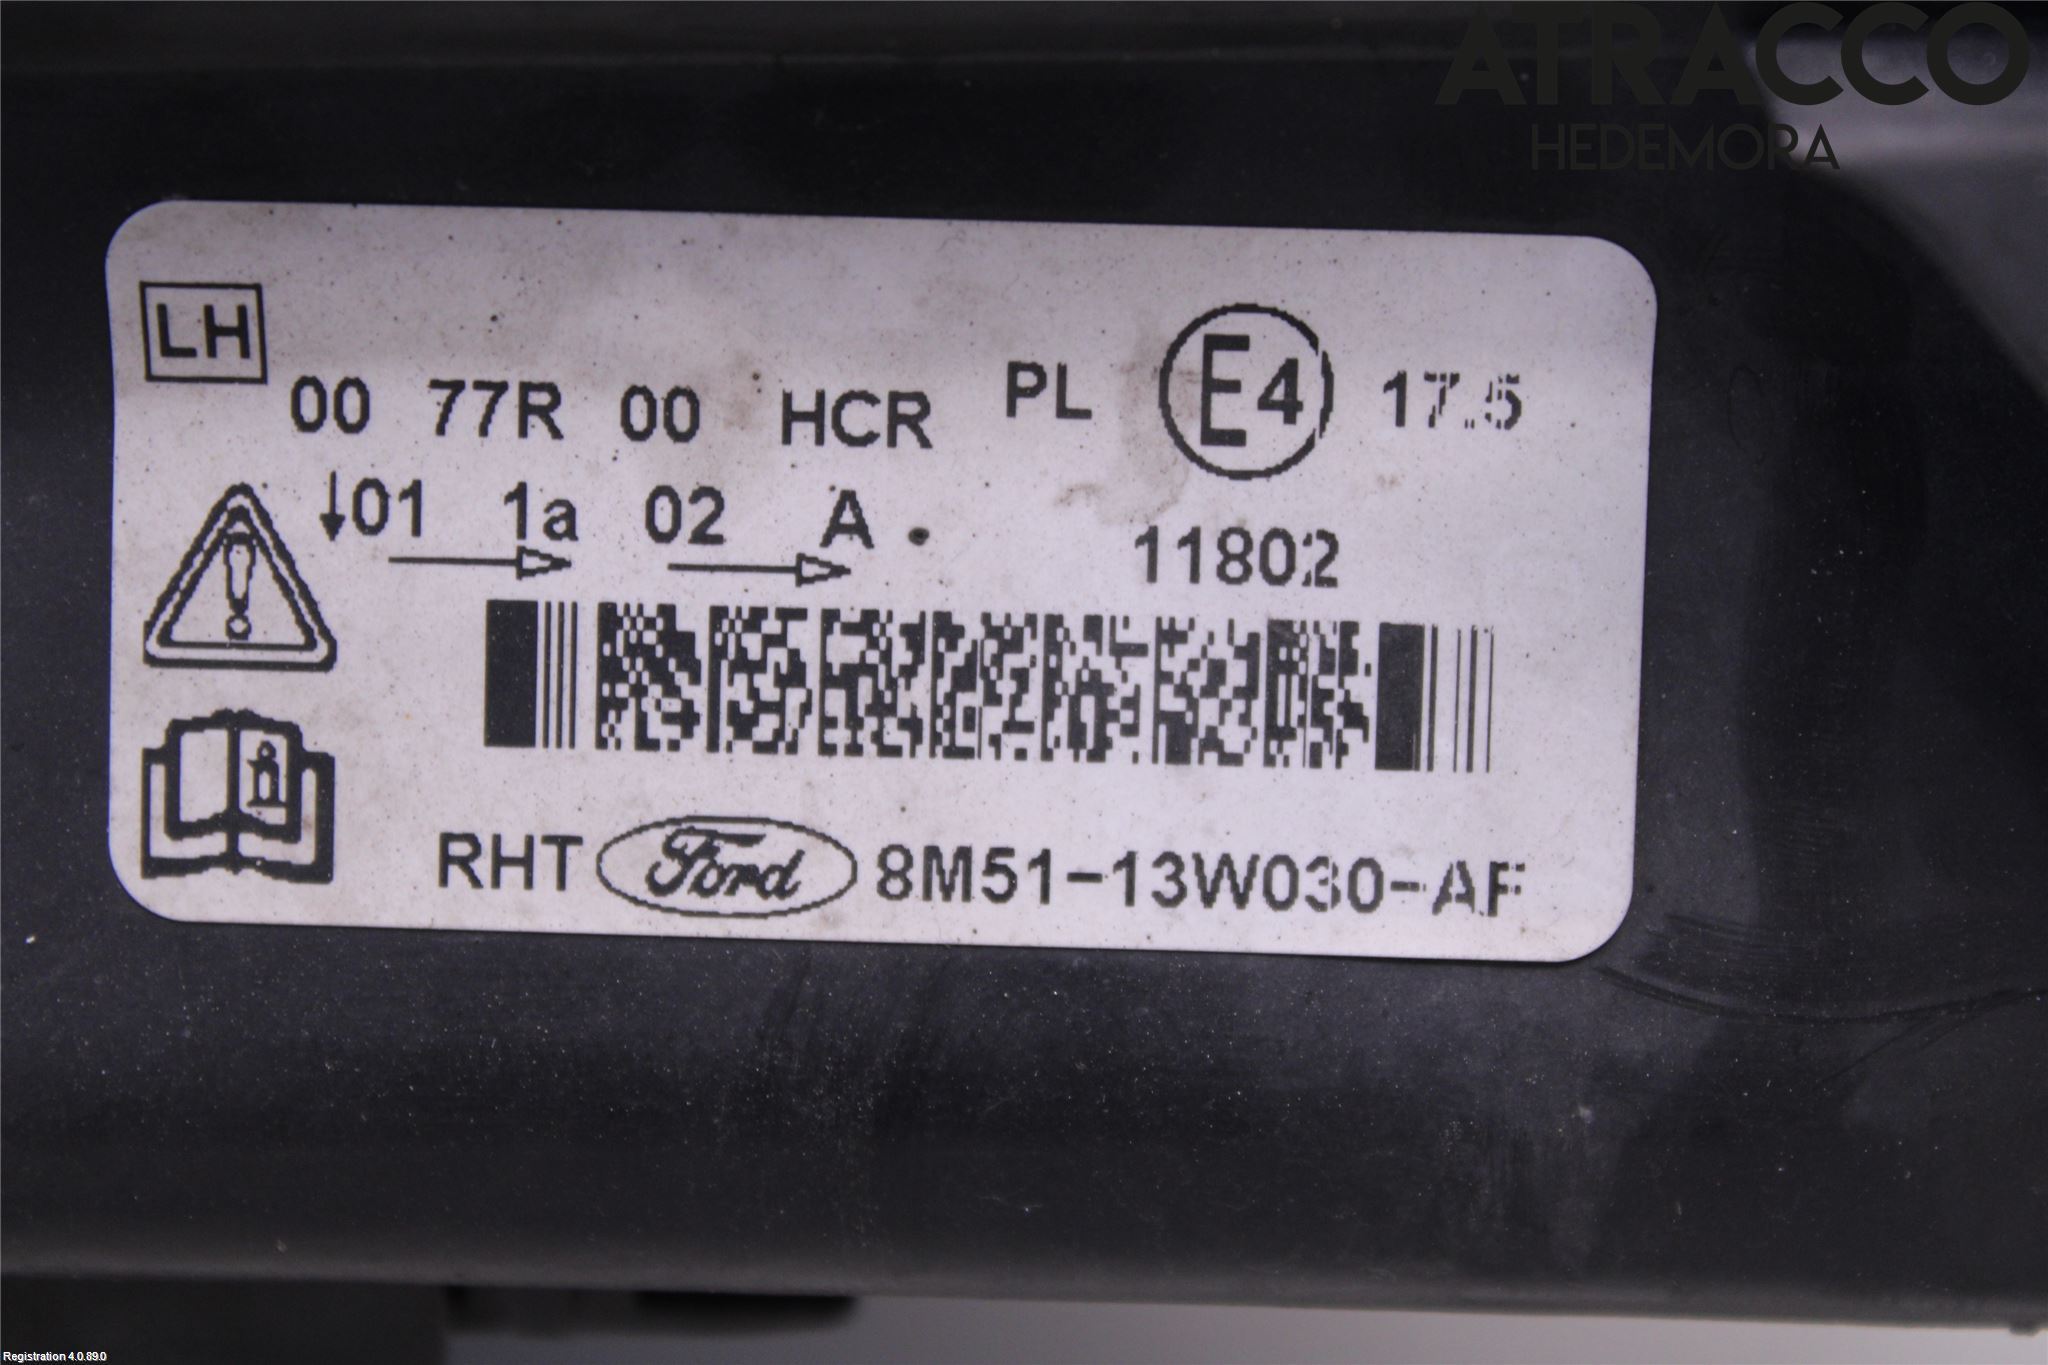 ATRACCO
HEDEMORA
LH
00 77R 00 HCR PL E4 17.5
↓01 1a 02 A.
11802
RHT Ford 8M51-13W030-AF
Registration 4.0.89.0